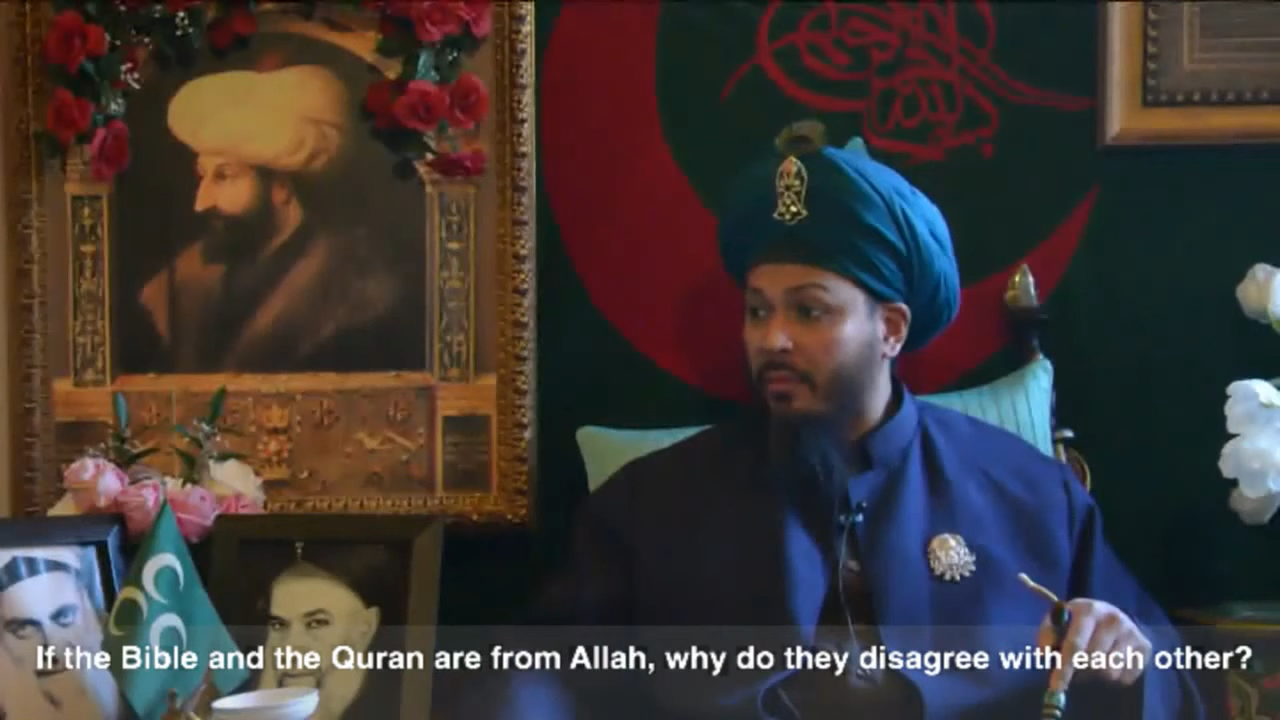 If the Bible and the Quran are from Allah, why do they disagree with each other?